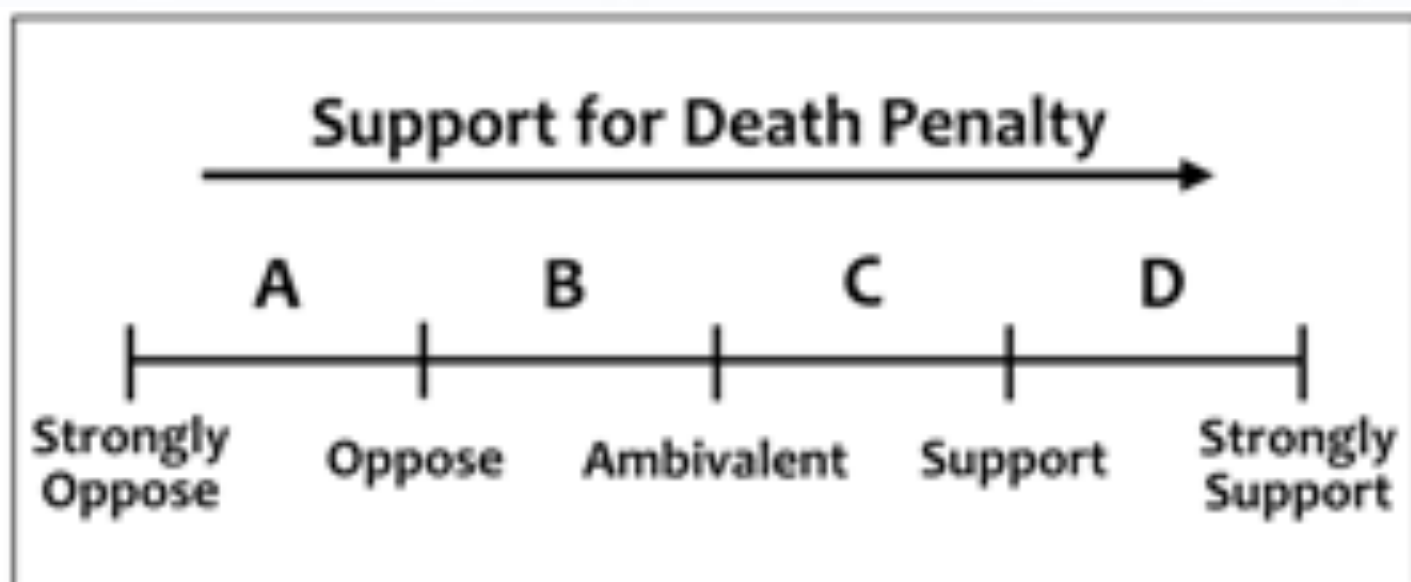 Support for Death Penalty
A B C D
Strongly Oppose Ambivalent Support Strongly
Oppose Support